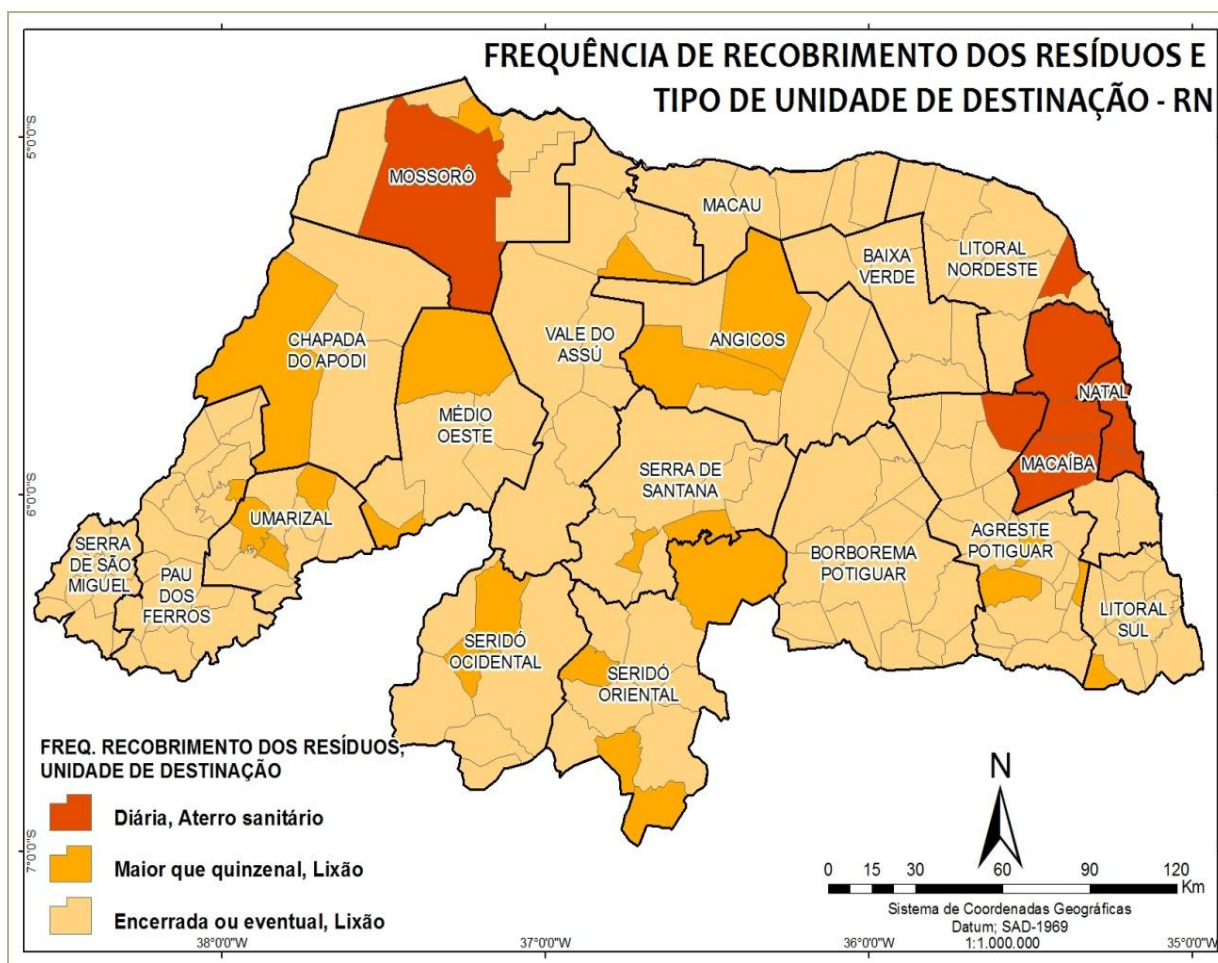 FREQUÊNCIA DE RECOBRIMENTO DOS RESÍDUOS E
TIPO DE UNIDADE DE DESTINAÇÃO - RN
5°0'0"S
6°0'0"S
7°0'0"S
MOSSORÓ
MACAU
BAIXA
VERDE
LITORAL
NORDESTE
CHAPADA
DO APODI
VALE DO
ASSÚ
ANGICOS
NATAL
MÉDIO
OESTE
MACAÍBA
SERRA DE
SANTANA
UMARIZAL
SERRA
DE SÃO
MIGUEL
PAU
DOS
FERROS
BORBOREMA
POTIGUAR
AGRESTE
POTIGUAR
LITORAL
SUL
SERIDÓ
OCIDENTAL
SERIDÓ
ORIENTAL
FREQ. RECOBRIMENTO DOS RESÍDUOS,
UNIDADE DE DESTINAÇÃO
Diária, Aterro sanitário
Maior que quinzenal, Lixão
Encerrada ou eventual, Lixão
N
0 15 30 60 90 120
Km
Sistema de Coordenadas Geográficas
Datum; SAD-1969
1:1.000.000
38°0'0"W 37°0'0"W 36°0'0"W 35°0'0"W